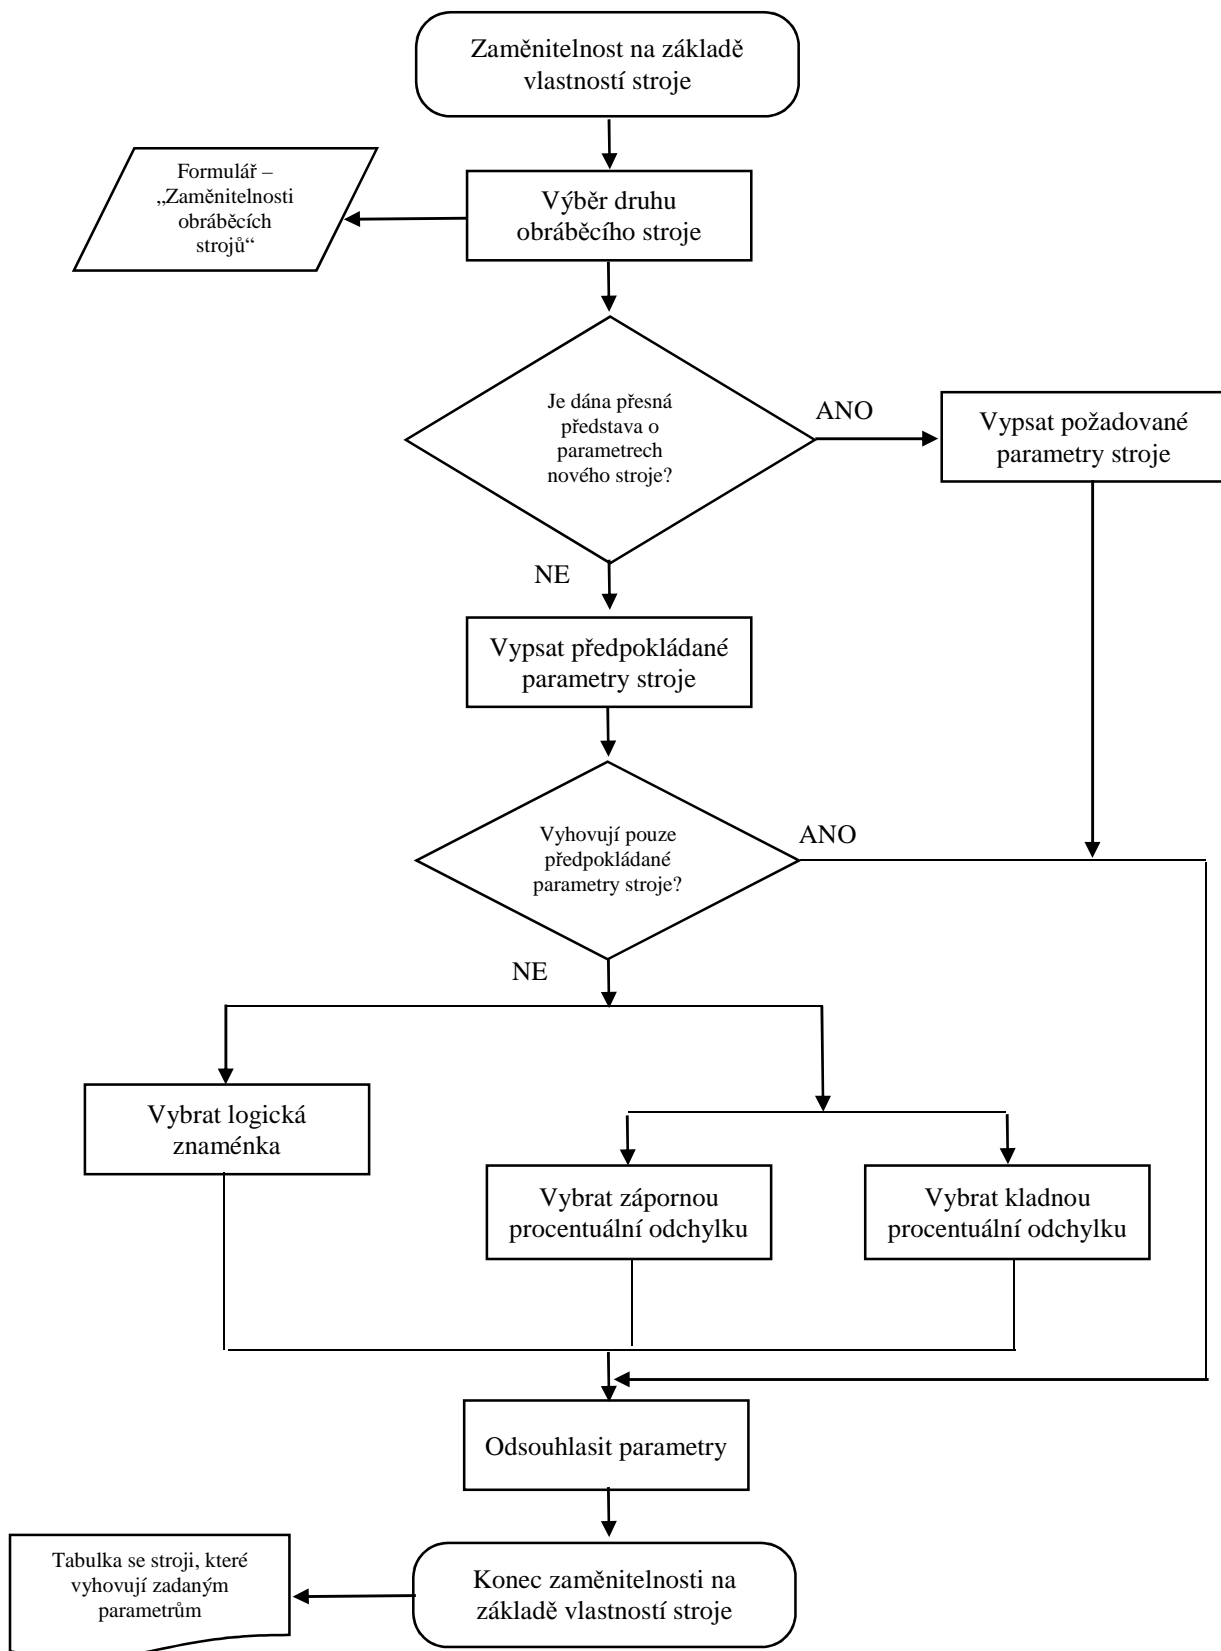 Zaměnitelnost na základě
vlastností stroje
Formulář –
„Zaměnitelnosti
obráběcích
strojů“
Výběr druhu
obráběcího stroje
Je dána přesná
představa o
parametrech
nového stroje?
ANO
Vypsat požadované
parametry stroje
NE
Vypsat předpokládané
parametry stroje
Vyhovují pouze
předpokládané
parametry stroje?
ANO
NE
Vybrat logická
znaménka
Vybrat zápornou
procentuální odchylku
Vybrat kladnou
procentuální odchylku
Odsouhlasit parametry
Tabulka se stroji, které
vyhovují zadaným
parametrům
Konec zaměnitelnosti na
základě vlastností stroje